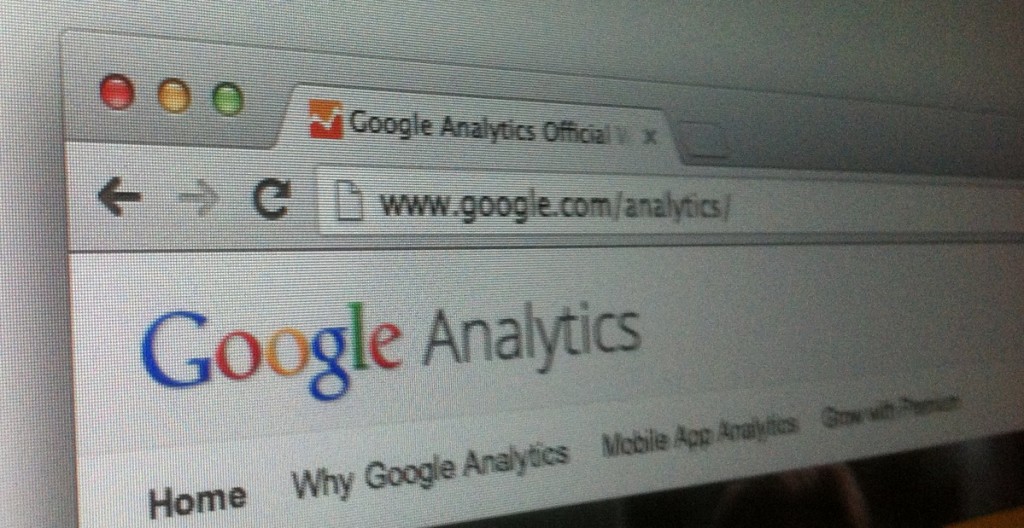 Google Analytics Official
www.google.com/analytics/
Google Analytics
Home Why Google Analytics Mobile App Analytics Grow with Premium